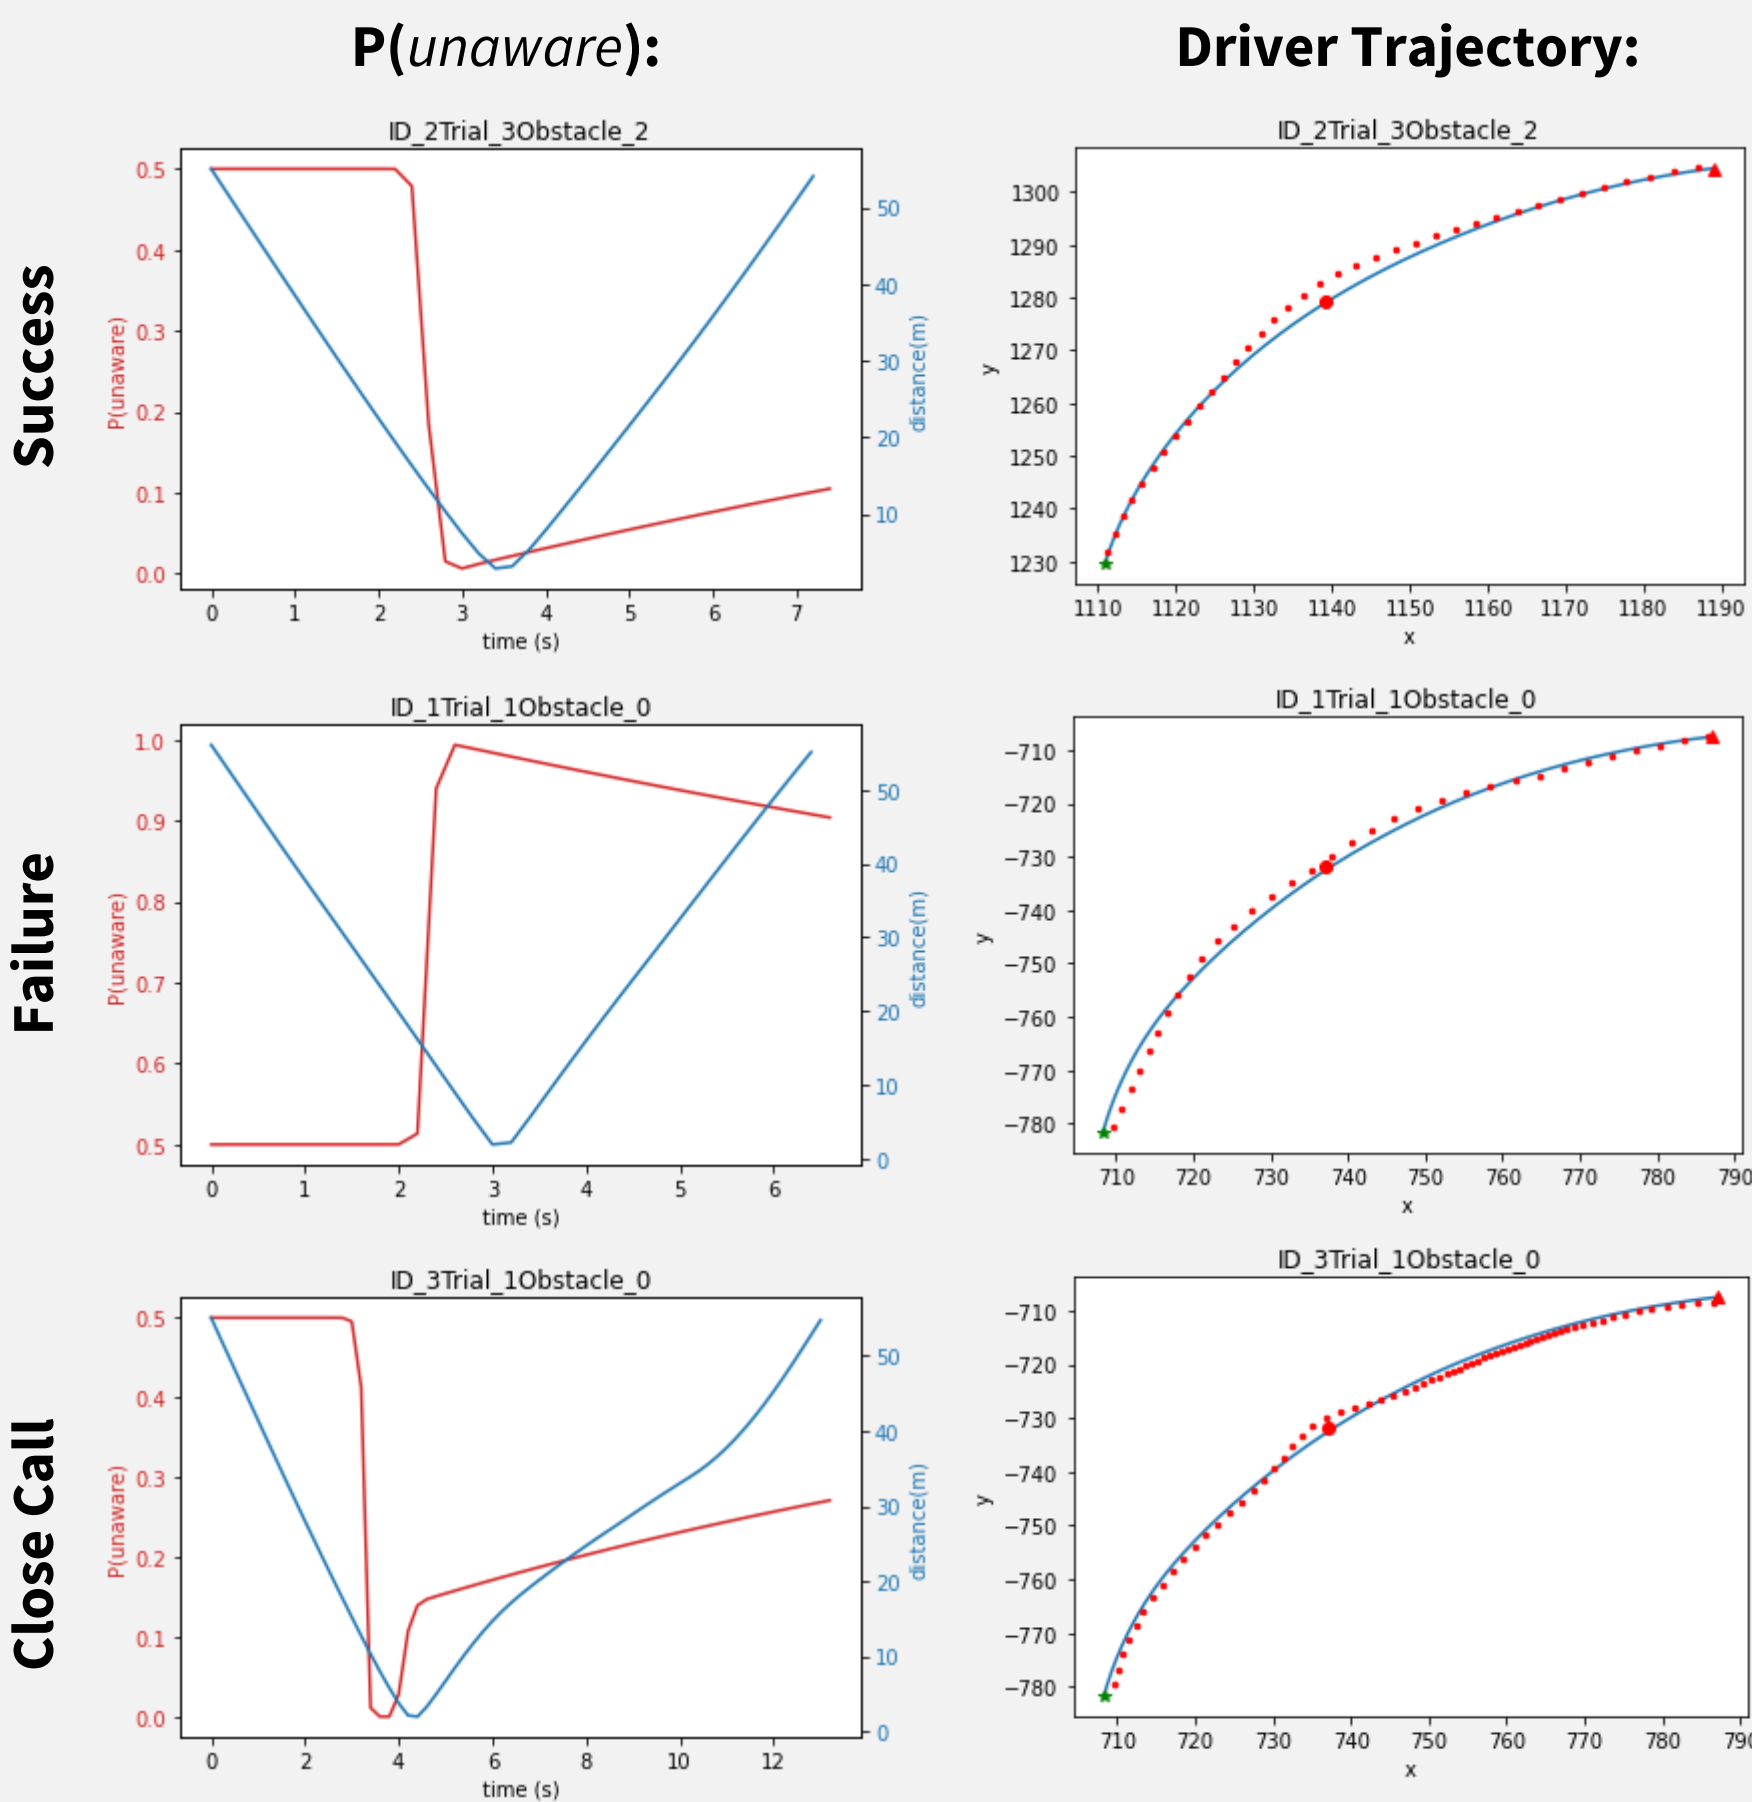 P(unaware):
Driver Trajectory:
Success
ID_2Trial_3Obstacle_2
0.5
0.4
0.3
0.2
0.1
0.0
P(unaware)
50
40
30
20
10
distance(m)
0 1 2 3 4 5 6 7
time (s)
ID_2Trial_3Obstacle_2
1300
1290
1280
1270
1260
1250
1240
1230
y
1110 1120 1130 1140 1150 1160 1170 1180 1190
x
Failure
ID_1Trial_1Obstacle_0
1.0
0.9
0.8
0.7
0.6
0.5
P(unaware)
50
40
30
20
10
0
distance(m)
0 1 2 3 4 5 6
time (s)
ID_1Trial_1Obstacle_0
−710
−720
−730
−740
−750
−760
−770
−780
y
710 720 730 740 750 760 770 780 790
x
Close Call
ID_3Trial_1Obstacle_0
0.5
0.4
0.3
0.2
0.1
0.0
P(unaware)
50
40
30
20
10
0
distance(m)
0 2 4 6 8 10 12
time (s)
ID_3Trial_1Obstacle_0
−710
−720
−730
−740
−750
−760
−770
−780
y
710 720 730 740 750 760 770 780 790
x